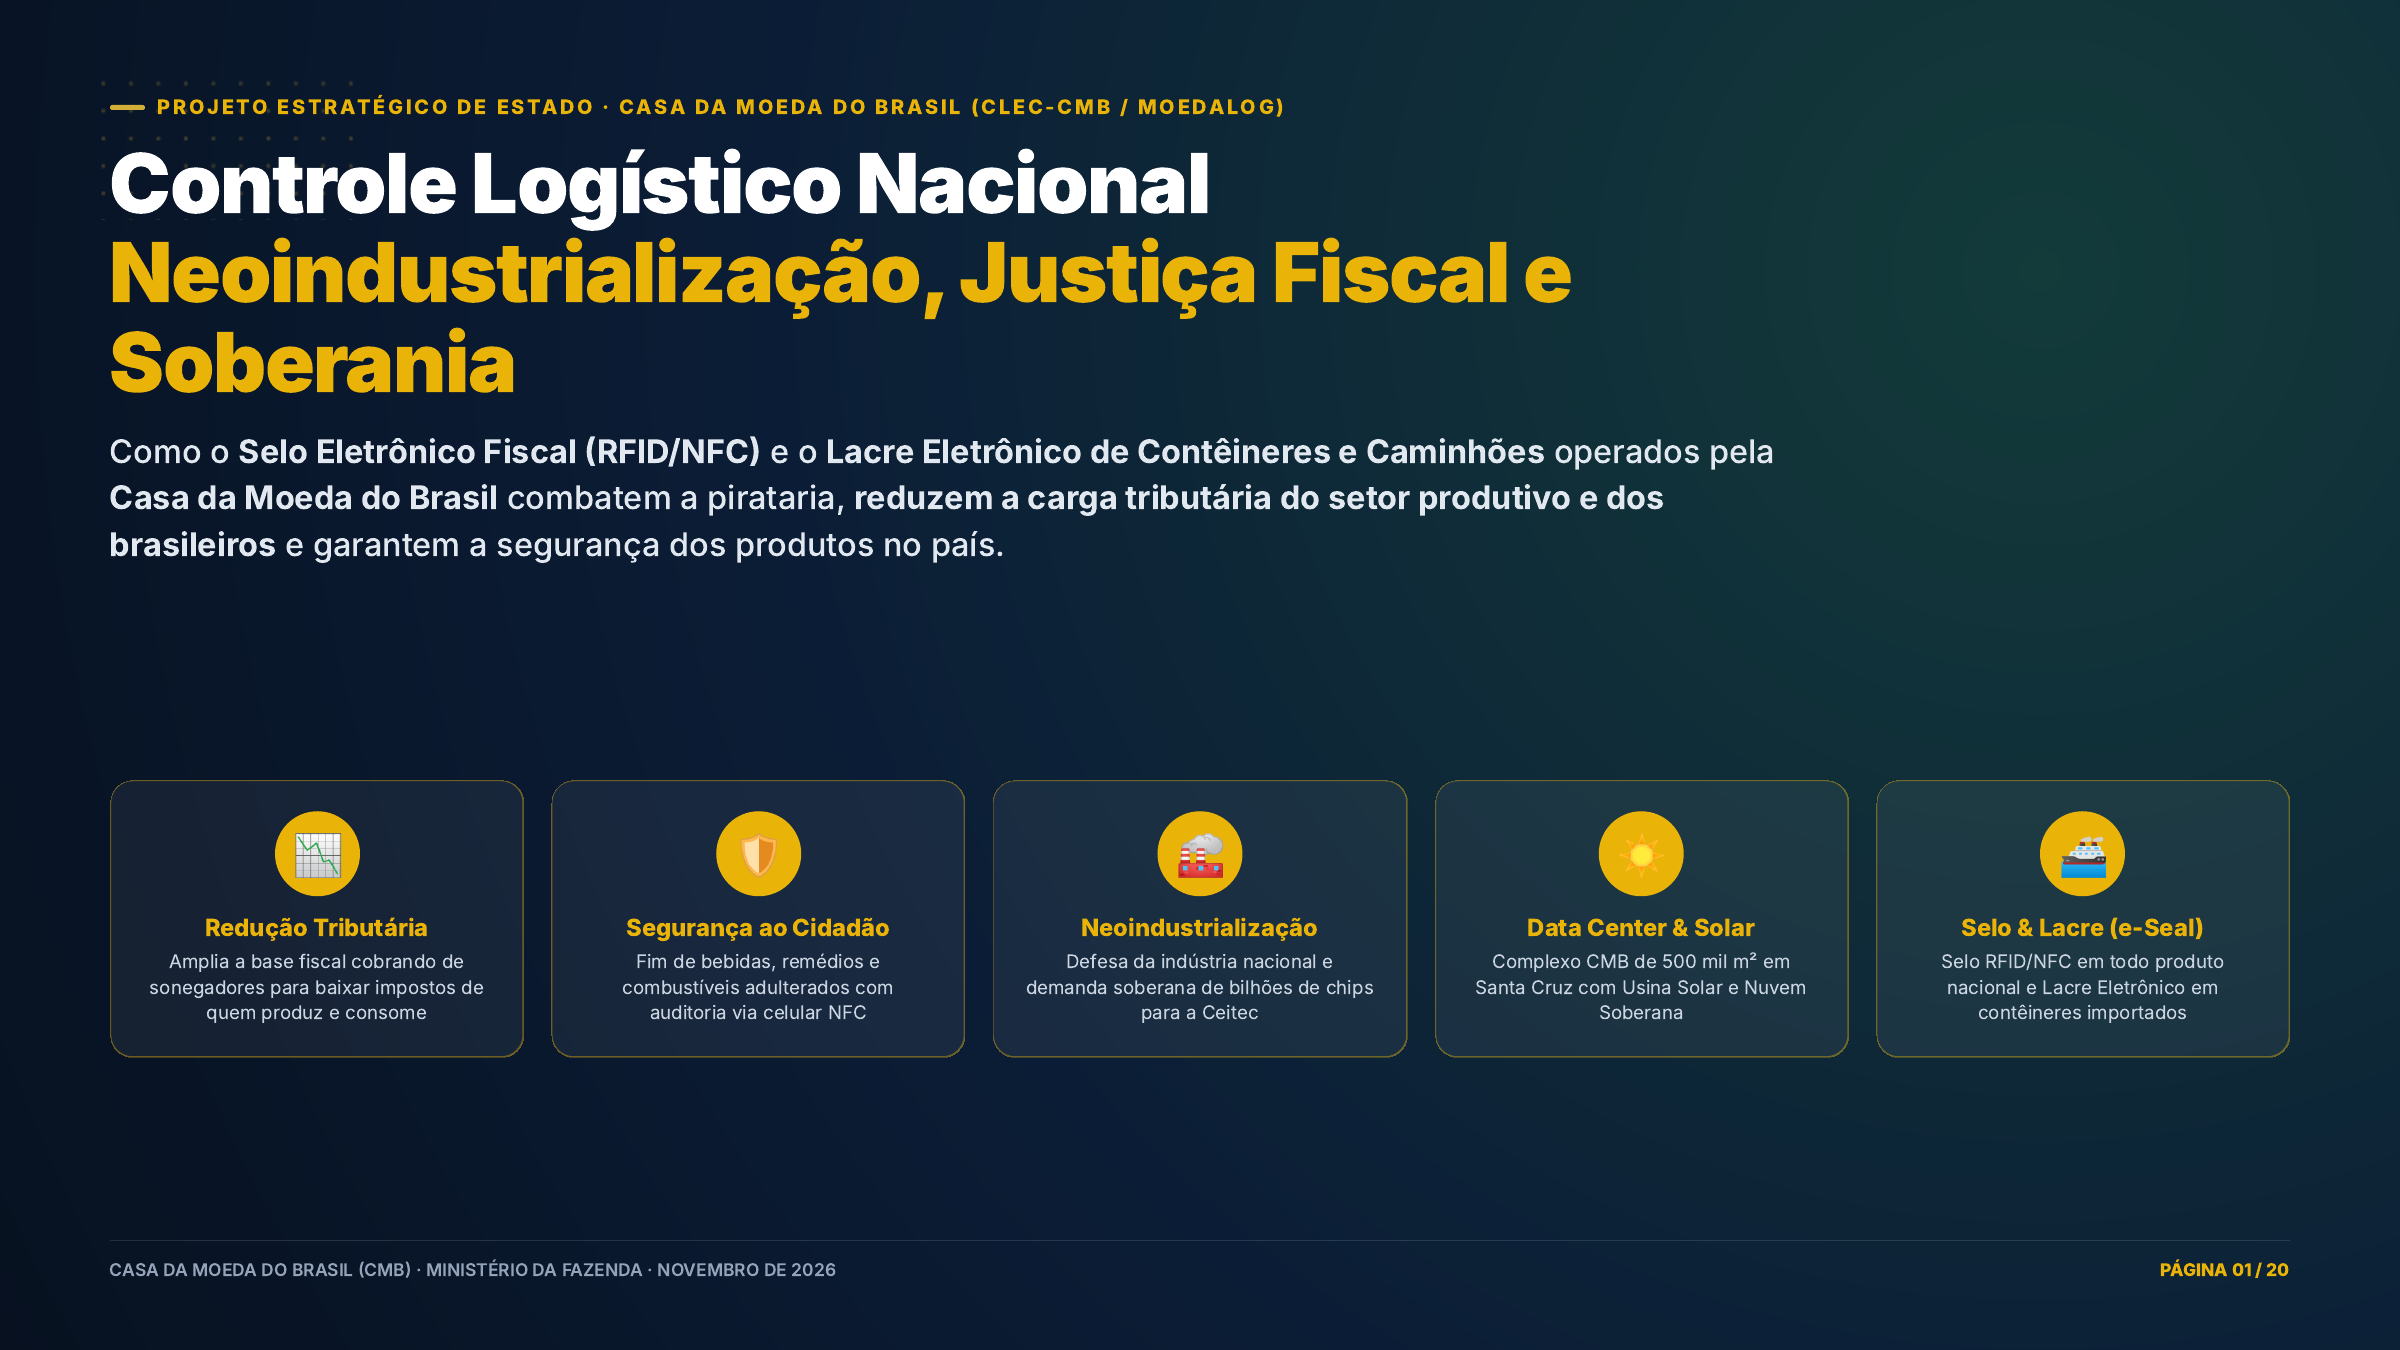 PROJETO ESTRATÉGICO DE ESTADO · CASA DA MOEDA DO BRASIL (CLEC-CMB / MOEDALOG)
Controle Logístico Nacional
Neoindustrialização, Justiça Fiscal e
Soberania
Como o Selo Eletrônico Fiscal (RFID/NFC) e o Lacre Eletrônico de Contêineres e Caminhões operados pela
Casa da Moeda do Brasil combatem a pirataria, reduzem a carga tributária do setor produtivo e dos
brasileiros e garantem a segurança dos produtos no país.
Redução Tributária
Amplia a base fiscal cobrando de
sonegadores para baixar impostos de
quem produz e consome
Segurança ao Cidadão
Fim de bebidas, remédios e
combustíveis adulterados com
auditoria via celular NFC
Neoindustrialização
Defesa da indústria nacional e
demanda soberana de bilhões de chips
para a Ceitec
Data Center & Solar
Complexo CMB de 500 mil m² em
Santa Cruz com Usina Solar e Nuvem
Soberana
Selo & Lacre (e-Seal)
Selo RFID/NFC em todo produto
nacional e Lacre Eletrônico em
contêineres importados
CASA DA MOEDA DO BRASIL (CMB) · MINISTÉRIO DA FAZENDA · NOVEMBRO DE 2026
PÁGINA 01 / 20